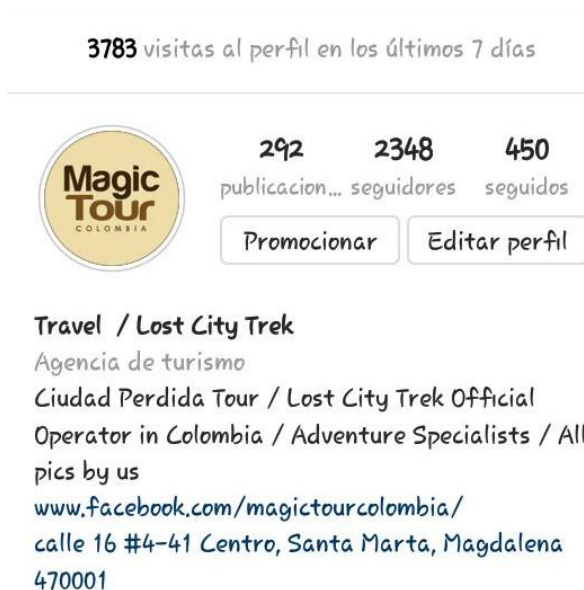 3783 visitas al perfil en los últimos 7 días
Magic
Tour
COLOMBIA
292 2348 450
publicacion... seguidores seguidos
Promocionar Editar perfil
Travel / Lost City Trek
Agencia de turismo
Ciudad Perdida Tour / Lost City Trek Official
Operator in Colombia / Adventure Specialists / All
pics by us
www.facebook.com/magictourcolombia/
calle 16 #4-41 Centro, Santa Marta, Magdalena
470001